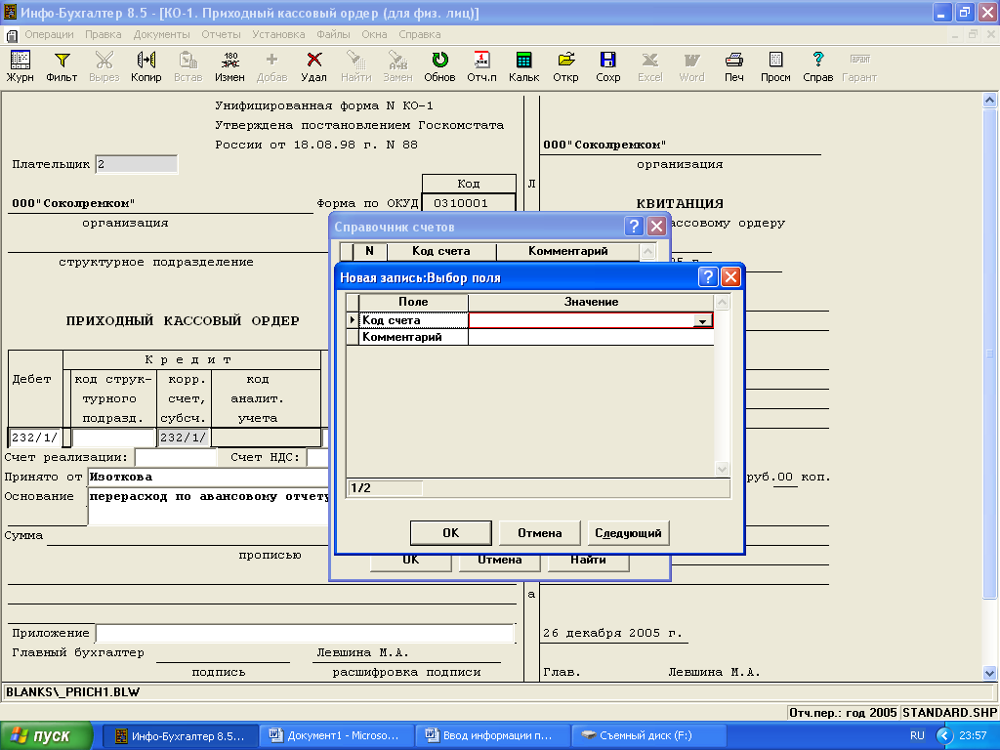 Инфо-Бухгалтер 8.5 - [КО-1. Приходный кассовый ордер (для физ. лиц)]
Операции Правка Документы Отчеты Установка Файлы Окна Справка
Журн Фильт Вырез Копир Встав Измен Добав Удал Найти Замен Обнов Отч.п Кальк Откр Сохр Excel Word Печ Просм Справ Гарант
Унифицированная форма N КО-1
Утверждена постановлением Госкомстата
России от 18.08.98 г. N 88
Плательщик 2
Код
ООО"Соколремком" Форма по ОКУД 0310001
организация
структурное подразделение
ПРИХОДНЫЙ КАССОВЫЙ ОРДЕР
К р е д и т
Дебет код струк- корр. код
турного счет, аналит.
подразд. субсч. учета
232/1/ 232/1/
Счет реализации: Счет НДС:
Принято от Изоткова
Основание перерасход по авансовому отчету
Сумма
прописью
Приложение
Главный бухгалтер Левшина М.А.
подпись расшифровка подписи
Л
а
ООО"Соколремком"
организация
КВИТАНЦИЯ
ассовому ордеру
5 г.
руб.00 коп.
26 декабря 2005 г.
Глав. Левшина М.А.
Справочник счетов
N Код счета Комментарий
OK Отмена Найти
Новая запись:Выбор поля
Поле Значение
Код счета
Комментарий
1/2
OK Отмена Следующий
BLANKS\_PRICH1.BLW
Отч.пер.: год 2005 STANDARD.SHP
пуск Инфо-Бухгалтер 8.5... Документ1 - Microso... Ввод информации п... Съемный диск (F:) RU 23:57